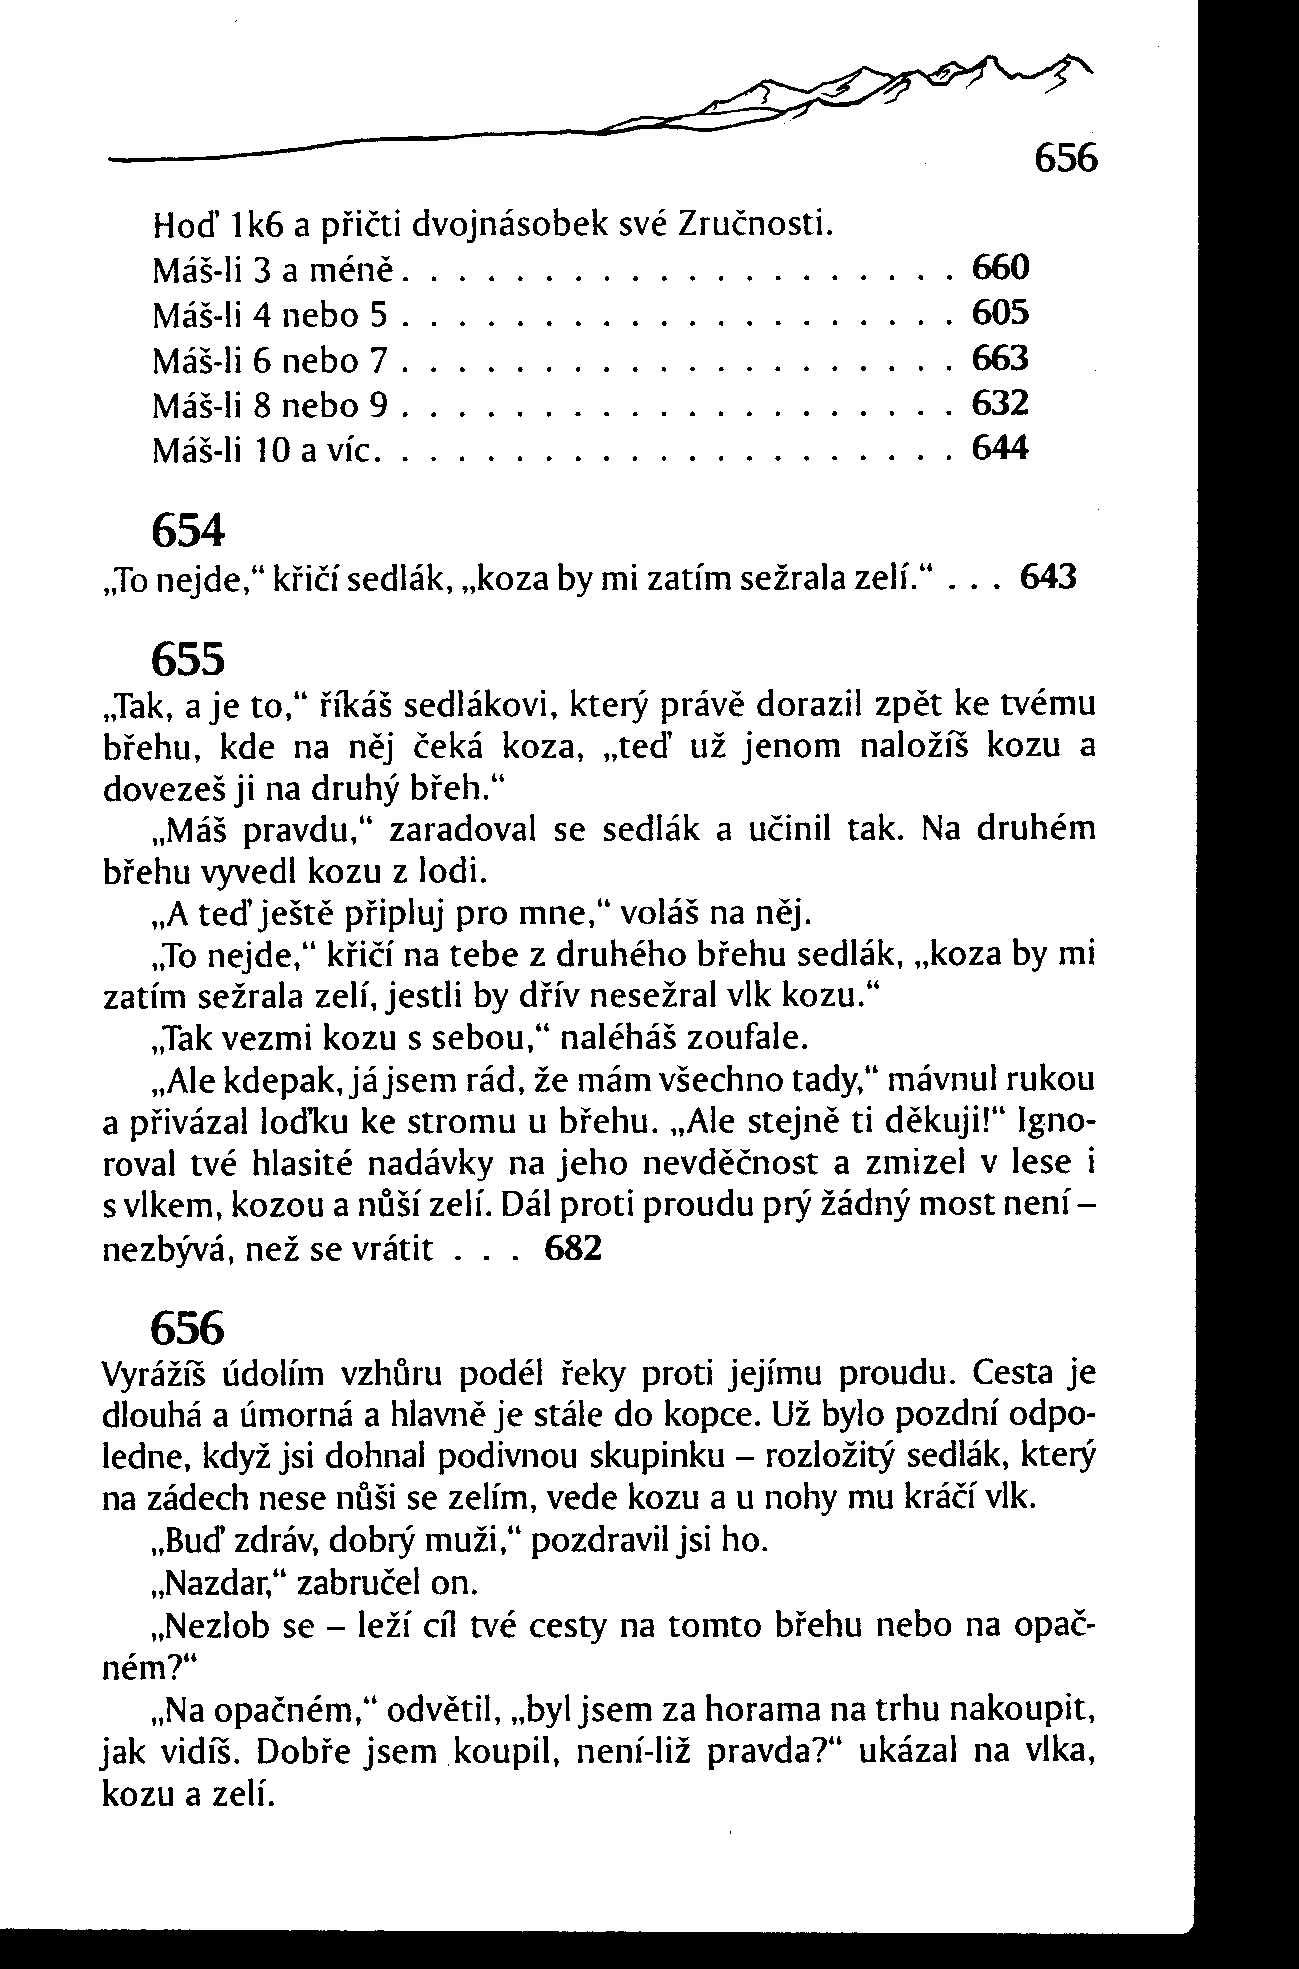 656
Hoď 1k6 a přičti dvojnásobek své Zručnosti.
Máš-li 3 a méně. . . . . . . . . . . . . . . . . . . . 660
Máš-li 4 nebo 5 . . . . . . . . . . . . . . . . . . . . 605
Máš-li 6 nebo 7 . . . . . . . . . . . . . . . . . . . . 663
Máš-li 8 nebo 9 . . . . . . . . . . . . . . . . . . . . 632
Máš-li 10 a víc. . . . . . . . . . . . . . . . . . . . . 644
654
„To nejde,“ křičí sedlák, „koza by mi zatím sežrala zelí.“ . . . 643
655
„Tak, a je to,“ říkáš sedlákovi, který právě dorazil zpět ke tvému
břehu, kde na něj čeká koza, „teď už jenom naložíš kozu a
dovezeš ji na druhý břeh.“
„Máš pravdu,“ zaradoval se sedlák a učinil tak. Na druhém
břehu vyvedl kozu z lodi.
„A teď ještě připluj pro mne,“ voláš na něj.
„To nejde,“ křičí na tebe z druhého břehu sedlák, „koza by mi
zatím sežrala zelí, jestli by dřív nesežral vlk kozu.“
„Tak vezmi kozu s sebou,“ naléháš zoufale.
„Ale kdepak, já jsem rád, že mám všechno tady,“ mávnul rukou
a přivázal loďku ke stromu u břehu. „Ale stejně ti děkuji!“ Igno-
roval tvé hlasité nadávky na jeho nevděčnost a zmizel v lese i
s vlkem, kozou a nůší zelí. Dál proti proudu prý žádný most není –
nezbývá, než se vrátit . . . 682
656
Vyrážíš údolím vzhůru podél řeky proti jejímu proudu. Cesta je
dlouhá a úmorná a hlavně je stále do kopce. Už bylo pozdní odpo-
ledne, když jsi dohnal podivnou skupinku – rozložitý sedlák, který
na zádech nese nůši se zelím, vede kozu a u nohy mu kráčí vlk.
„Buď zdráv, dobrý muži,“ pozdravil jsi ho.
„Nazdar,“ zabručel on.
„Nezlob se – leží cíl tvé cesty na tomto břehu nebo na opač-
ném?“
„Na opačném,“ odvětil, „byl jsem za horama na trhu nakoupit,
jak vidíš. Dobře jsem koupil, není-liž pravda?“ ukázal na vlka,
kozu a zelí.